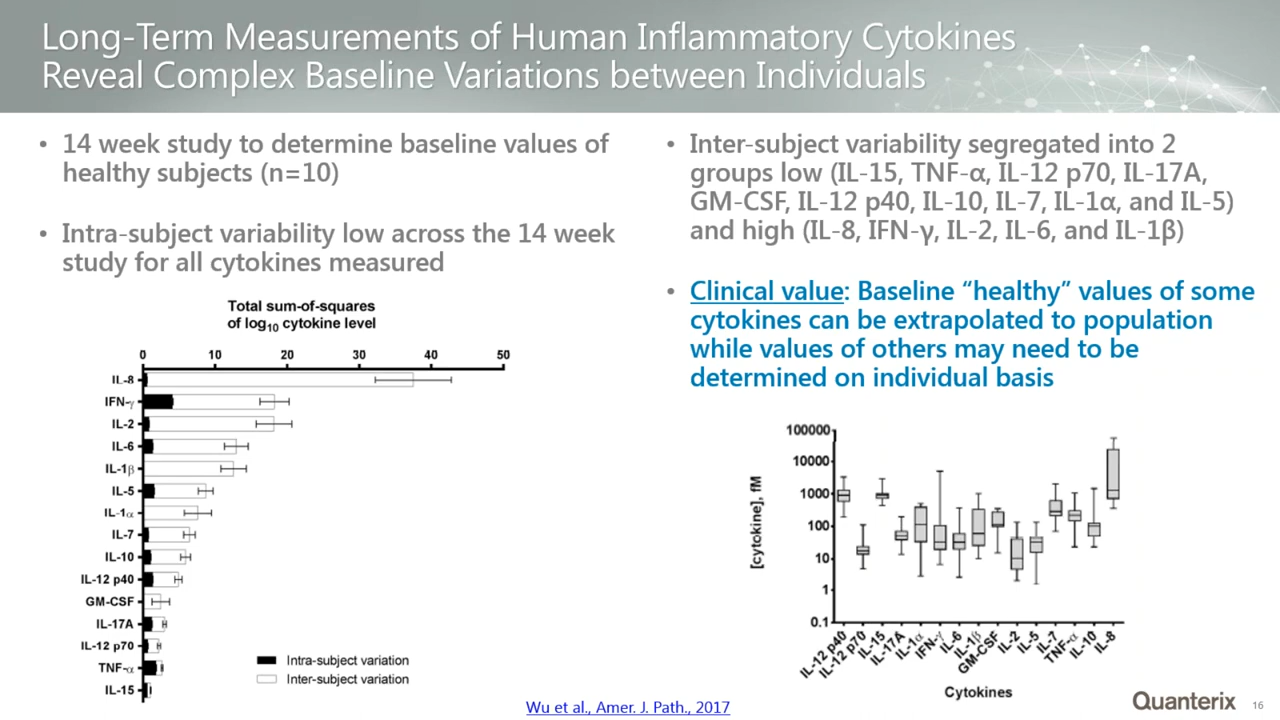 Long-Term Measurements of Human Inflammatory Cytokines
Reveal Complex Baseline Variations between Individuals
• 14 week study to determine baseline values of
healthy subjects (n=10)
• Intra-subject variability low across the 14 week
study for all cytokines measured
Total sum-of-squares
of log10 cytokine level
0 10 20 30 40 50
IL-8
IFN-γ
IL-2
IL-6
IL-1β
IL-5
IL-1α
IL-7
IL-10
IL-12 p40
GM-CSF
IL-17A
IL-12 p70
TNF-α
IL-15
Intra-subject variation
Inter-subject variation
• Inter-subject variability segregated into 2
groups low (IL-15, TNF-α, IL-12 p70, IL-17A,
GM-CSF, IL-12 p40, IL-10, IL-7, IL-1α, and IL-5)
and high (IL-8, IFN-γ, IL-2, IL-6, and IL-1β)
• Clinical value: Baseline “healthy” values of some
cytokines can be extrapolated to population
while values of others may need to be
determined on individual basis
[cytokine], fM
100000
10000
1000
100
10
1
0.1
IL-12 p40
IL-12 p70
IL-15
IL-17A
IL-1α
IFN-γ
IL-6
IL-1β
GM-CSF
IL-2
IL-5
IL-7
TNF-α
IL-10
IL-8
Cytokines
Wu et al., Amer. J. Path., 2017
Quanterix
16